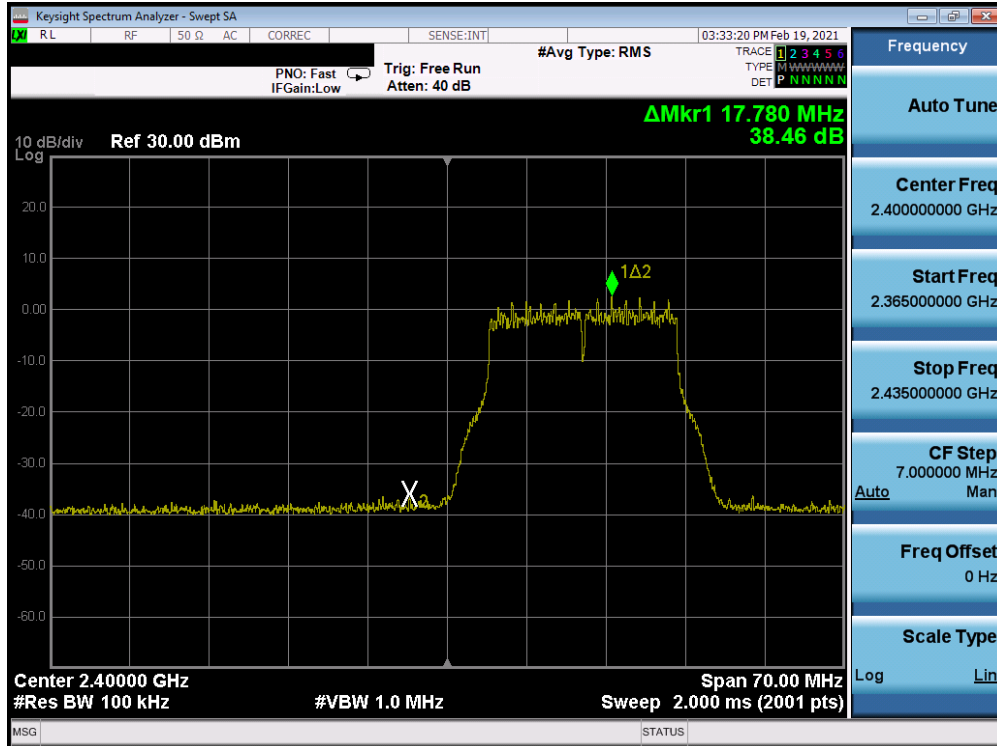 Keysight Spectrum Analyzer - Swept SA
LXI RL RF 50 Ω AC CORREC SENSE:INT 03:33:20 PM Feb 19, 2021
#Avg Type: RMS
TRACE 1 2 3 4 5 6
PNO: Fast Trig: Free Run
TYPE M WWWWW
IFGain:Low Atten: 40 dB
DET P N N N N N
ΔMkr1 17.780 MHz
38.46 dB
10 dB/div Ref 30.00 dBm
Log
20.0
10.0
1Δ2
0.00
-10.0
-20.0
-30.0
X2
-40.0
-50.0
-60.0
Center 2.40000 GHz Span 70.00 MHz
#Res BW 100 kHz #VBW 1.0 MHz Sweep 2.000 ms (2001 pts)
MSG STATUS
Frequency
Auto Tune
Center Freq
2.400000000 GHz
Start Freq
2.365000000 GHz
Stop Freq
2.435000000 GHz
CF Step
7.000000 MHz
Auto Man
Freq Offset
0 Hz
Scale Type
Log Lin